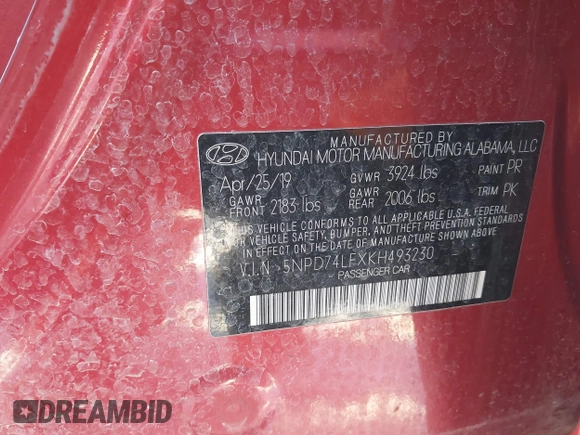 MANUFACTURED BY
HYUNDAI MOTOR MANUFACTURING ALABAMA, LLC
Apr/25/19 GVWR 3924 lbs PAINT PR
GAWR FRONT 2183 lbs GAWR REAR 2006 lbs TRIM PK
THIS VEHICLE CONFORMS TO ALL APPLICABLE U.S.A. FEDERAL
MOTOR VEHICLE SAFETY, BUMPER, AND THEFT PREVENTION STANDARDS
IN EFFECT ON THE DATE OF MANUFACTURE SHOWN ABOVE.
V.I.N : 5NPD74LFXKH493230
PASSENGER CAR
DREAMBID